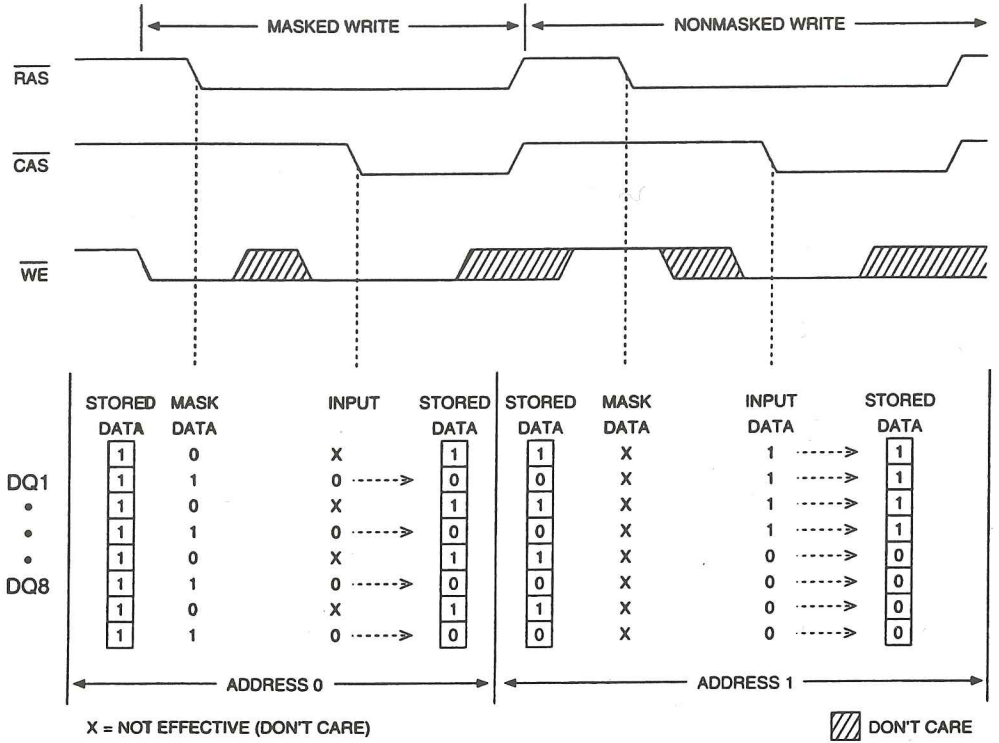 MASKED WRITE NONMASKED WRITE
RAS
CAS
WE
STORED MASK INPUT STORED STORED MASK INPUT STORED
DATA DATA DATA DATA DATA DATA DATA
1 0 X 1 1 X 1 1
DQ1 1 1 0 0 0 X 1 1
1 0 X 1 1 X 1 1
1 1 0 0 0 X 1 1
1 0 X 1 1 X 0 0
DQ8 1 1 0 0 0 X 0 0
1 0 X 1 1 X 0 0
1 1 0 0 0 X 0 0
ADDRESS 0 ADDRESS 1
X = NOT EFFECTIVE (DON'T CARE) DON'T CARE